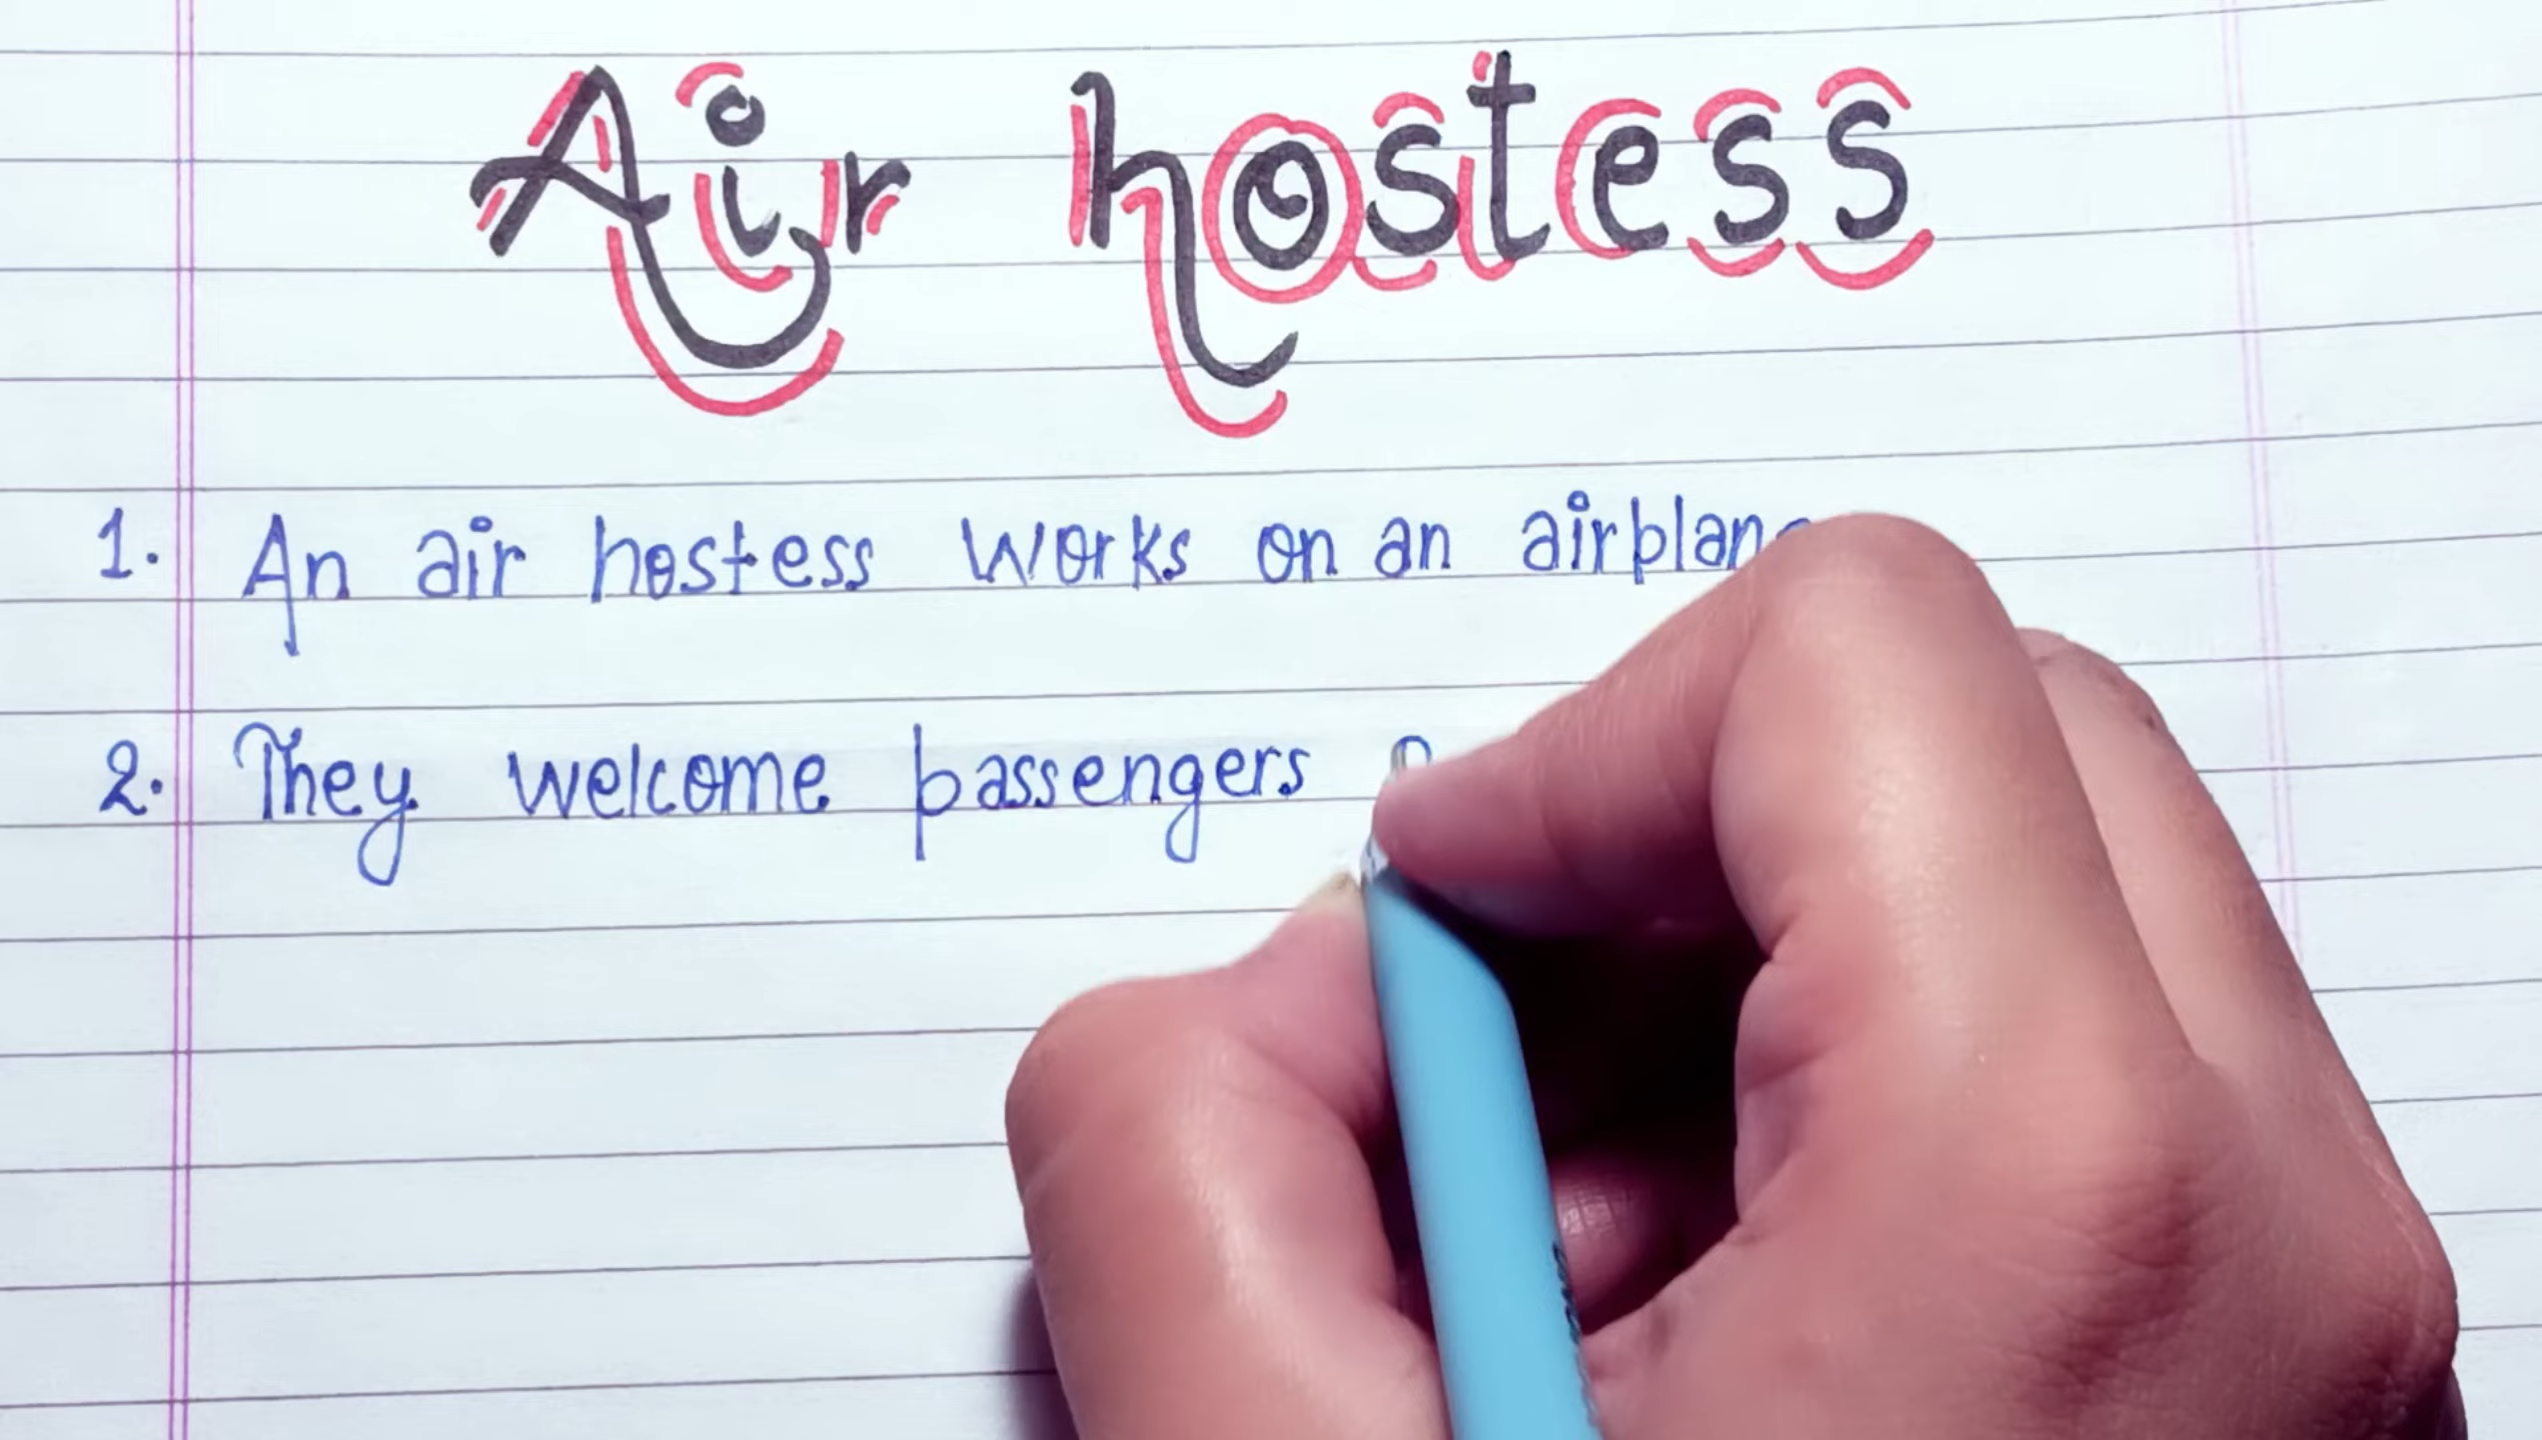 Air hostess
1. An air hostess works on an airplan
2. They welcome passengers